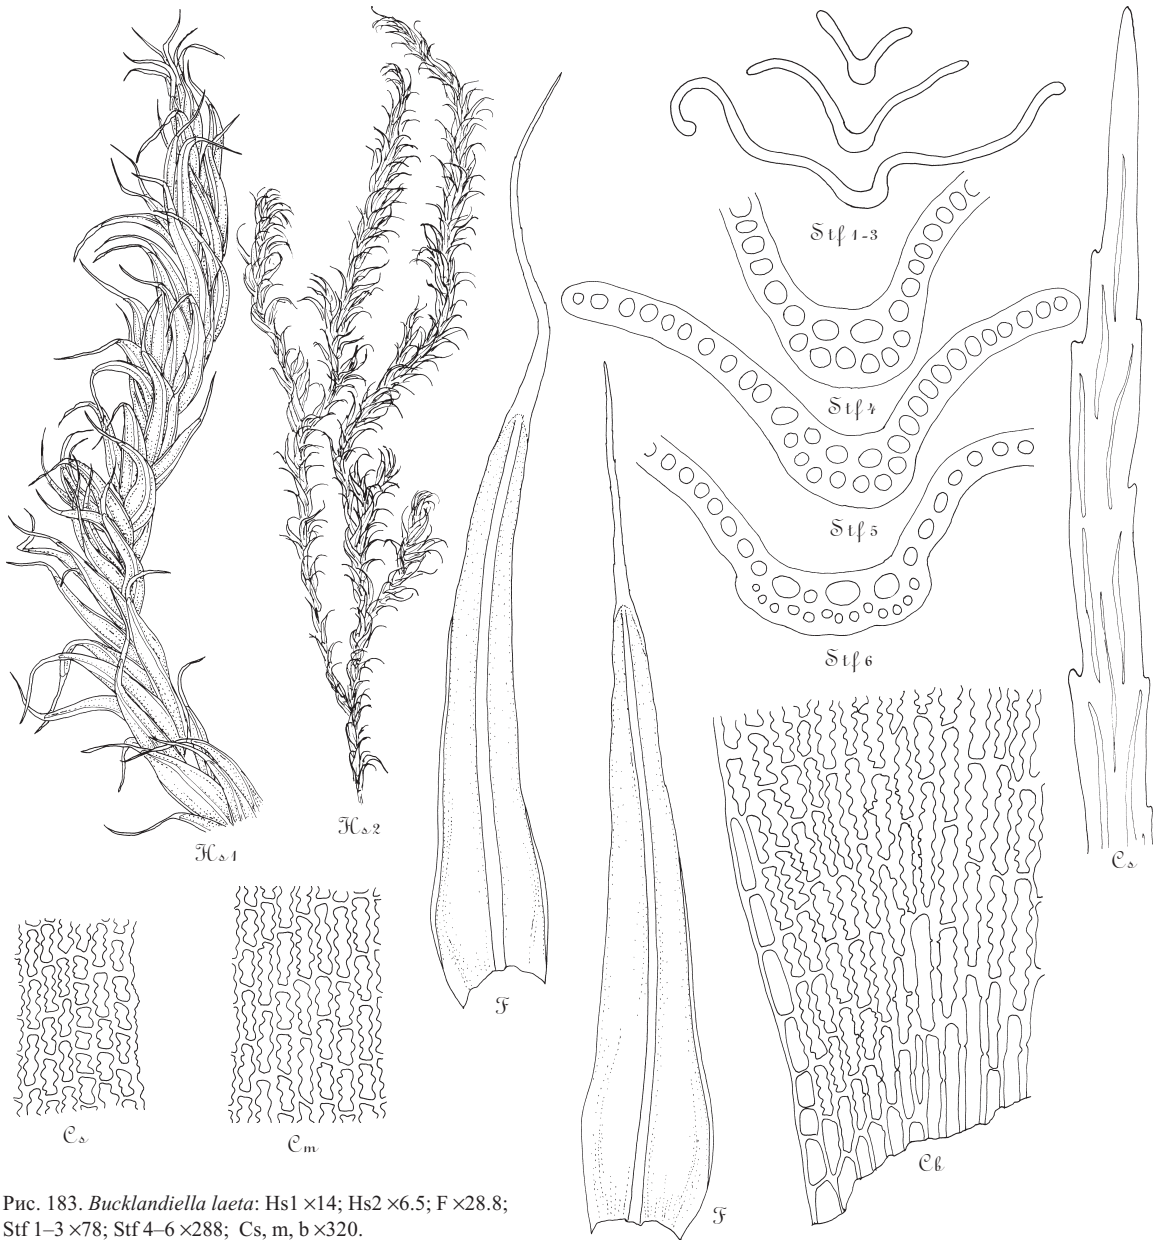 Stf 1-3
Stf 4
Stf 5
Stf 6
Hs2
Hs1
Cs
F
Cs
Cm
Cb
F
Рис. 183. Bucklandiella laeta: Hs1 ×14; Hs2 ×6.5; F ×28.8;
Stf 1–3 ×78; Stf 4–6 ×288; Cs, m, b ×320.